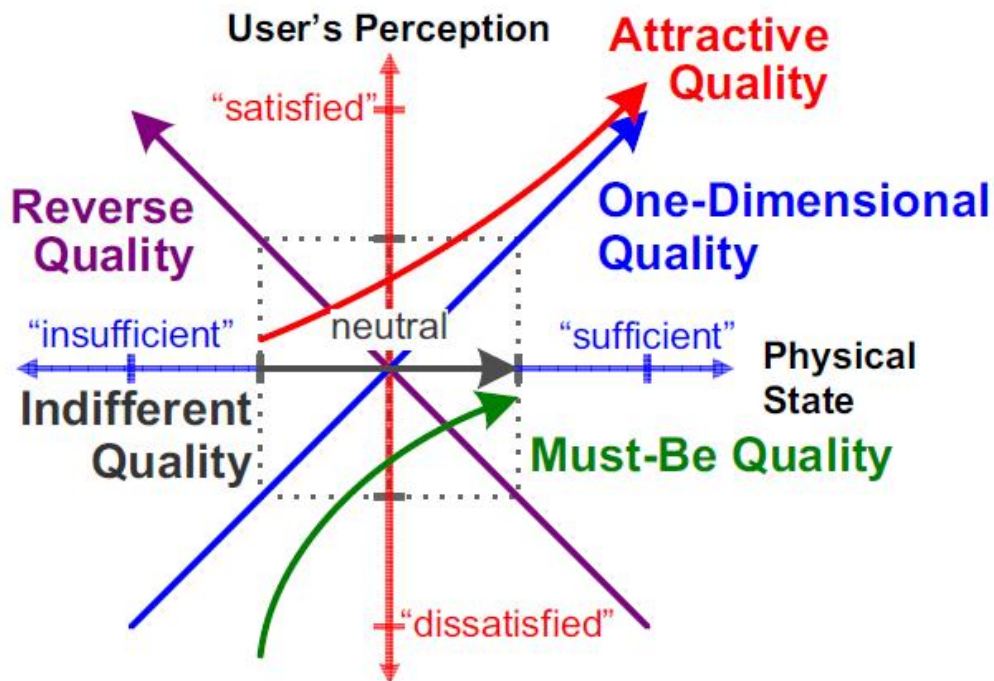 User's Perception
Attractive
Quality
“satisfied”
Reverse
Quality
One-Dimensional
Quality
neutral
“insufficient”
“sufficient”
Physical
State
Indifferent
Quality
Must-Be Quality
“dissatisfied”